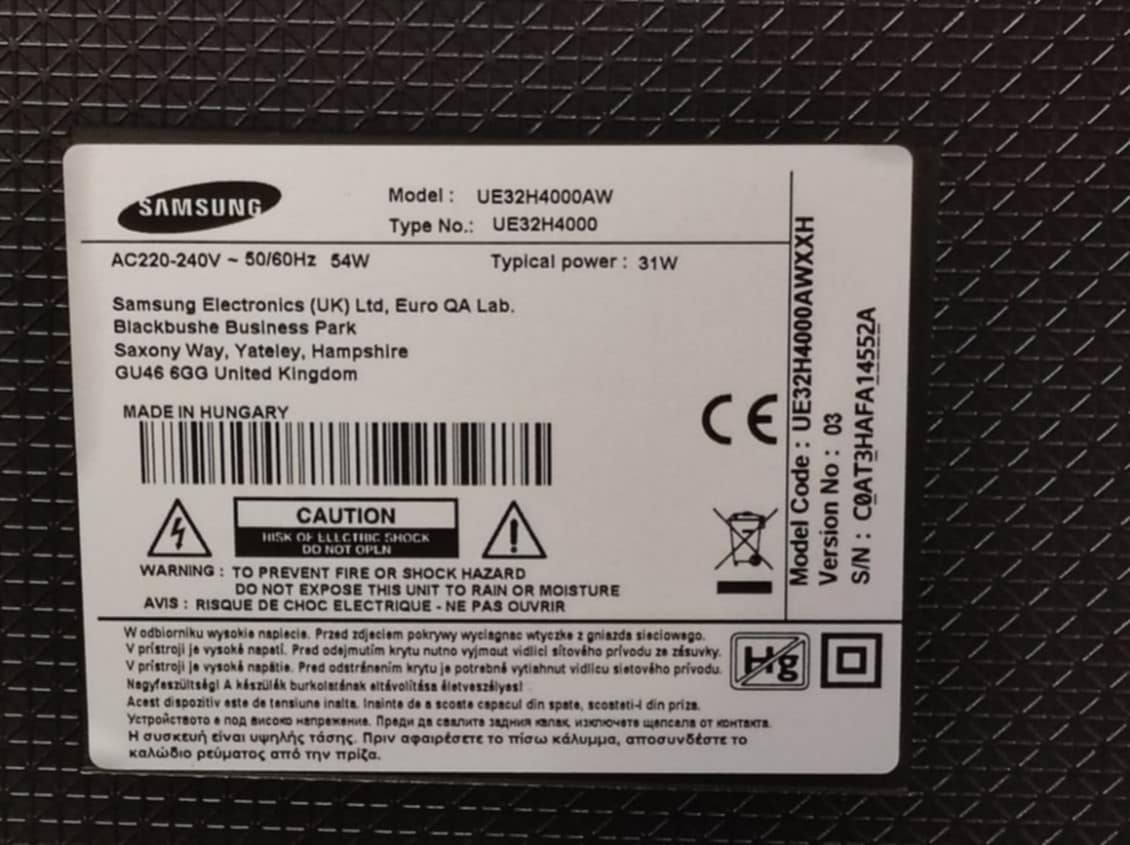 SAMSUNG
Model : UE32H4000AW
Type No.: UE32H4000
AC220-240V ~ 50/60Hz 54W Typical power : 31W
Samsung Electronics (UK) Ltd, Euro QA Lab.
Blackbushe Business Park
Saxony Way, Yateley, Hampshire
GU46 6GG United Kingdom
MADE IN HUNGARY
CE
CAUTION
RISK OF ELECTRIC SHOCK
DO NOT OPEN
WARNING : TO PREVENT FIRE OR SHOCK HAZARD
DO NOT EXPOSE THIS UNIT TO RAIN OR MOISTURE
AVIS : RISQUE DE CHOC ELECTRIQUE - NE PAS OUVRIR
W odbiorniku wysokie napiecie. Przed zdjeciem pokrywy wyciagnac wtyczke z gniazda sieciowego.
V prístroji je vysoké napatí. Pred odejmutím krytu nutno vyjmout vidlici sítového prívodu ze zásuvky.
V prístroji je vysoké napätie. Pred odstránením krytu je potrebné vytiahnut vidlicu sietového prívodu.
Nagyfeszültség! A készülék burkolatának eltávolítása életveszélyes!
Acest dispozitiv este de tensiune inalta. Inainte de a scoate capacul din spate, scoateti-l din priza.
Устройството е под високо напрежение. Преди да свалите задния капак, изключете щепсела от контакта.
Η συσκευή είναι υψηλής τάσης. Πριν αφαιρέσετε το πίσω κάλυμμα, αποσυνδέστε το
καλώδιο ρεύματος από την πρίζα.
Hg
Model Code : UE32H4000AWXXH
Version No : 03
S/N : C0AT3HAFA14552A